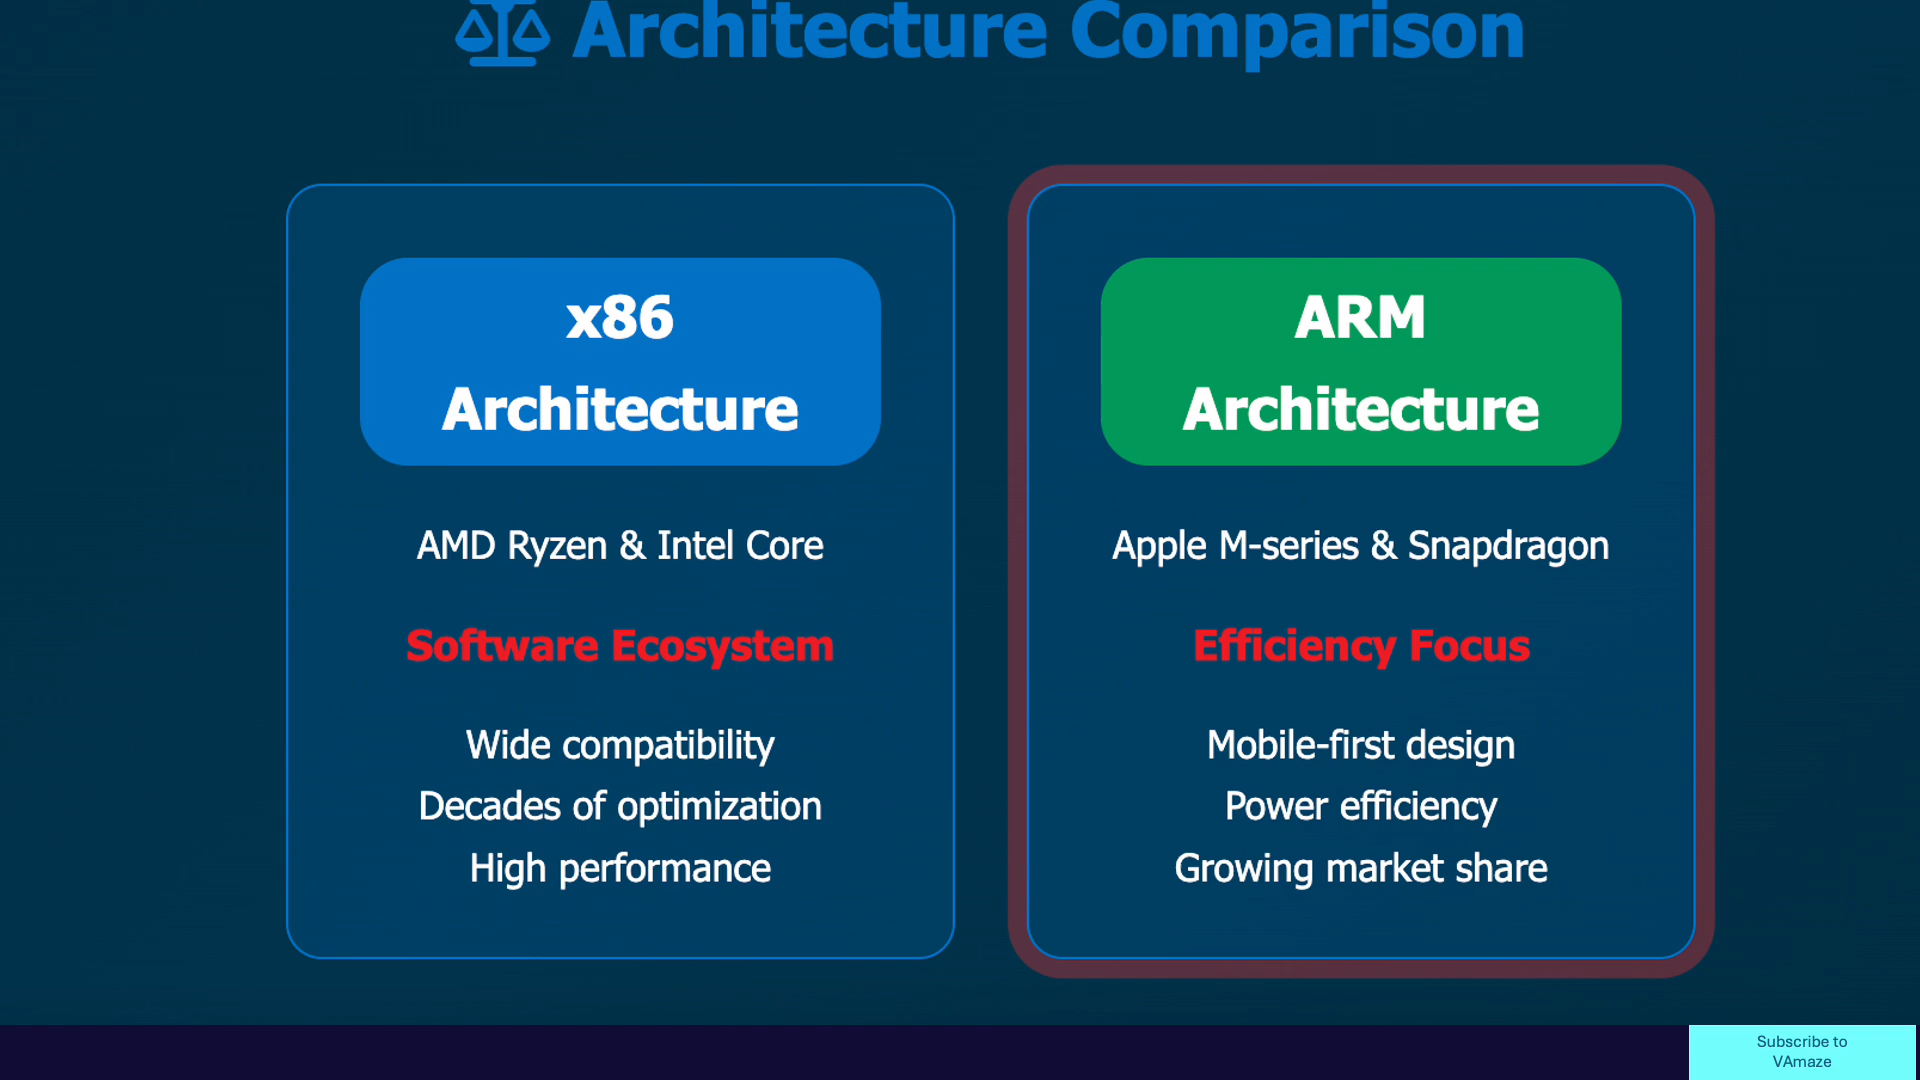 Architecture Comparison
x86
Architecture
AMD Ryzen & Intel Core
Software Ecosystem
Wide compatibility
Decades of optimization
High performance
ARM
Architecture
Apple M-series & Snapdragon
Efficiency Focus
Mobile-first design
Power efficiency
Growing market share
Subscribe to
VAmaze